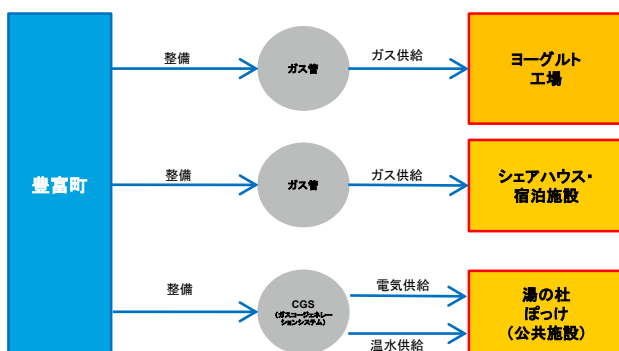 豊富町
整備
ガス管
ガス供給
ヨーグルト
工場
整備
ガス管
ガス供給
シェアハウス・
宿泊施設
整備
CGS
(ガスコージェネレー
ションシステム)
電気供給
温水供給
湯の杜
ぽっけ
(公共施設)